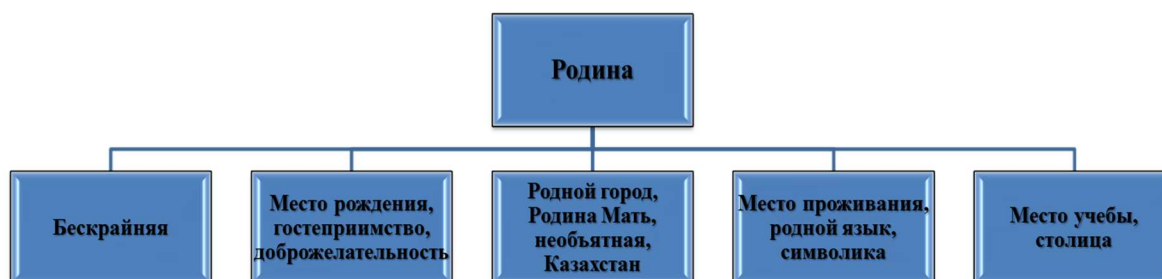 Родина
Бескрайняя
Место рождения,
гостеприимство,
доброжелательность
Родной город,
Родина Мать,
необъятная,
Казахстан
Место проживания,
родной язык,
символика
Место учебы,
столица